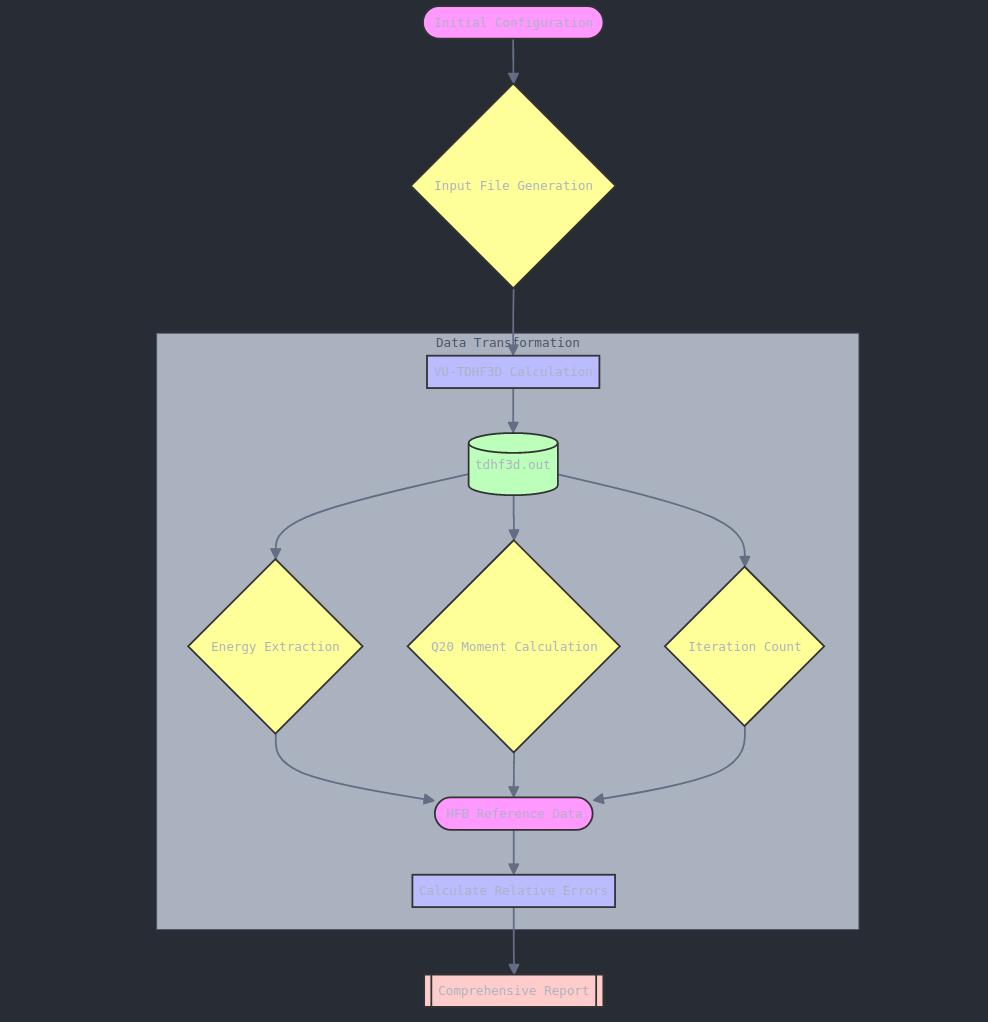 Initial Configuration
Input File Generation
Data Transformation
VU-TDHF3D Calculation
tdhf3d.out
Energy Extraction
Q20 Moment Calculation
Iteration Count
HFB Reference Data
Calculate Relative Errors
Comprehensive Report